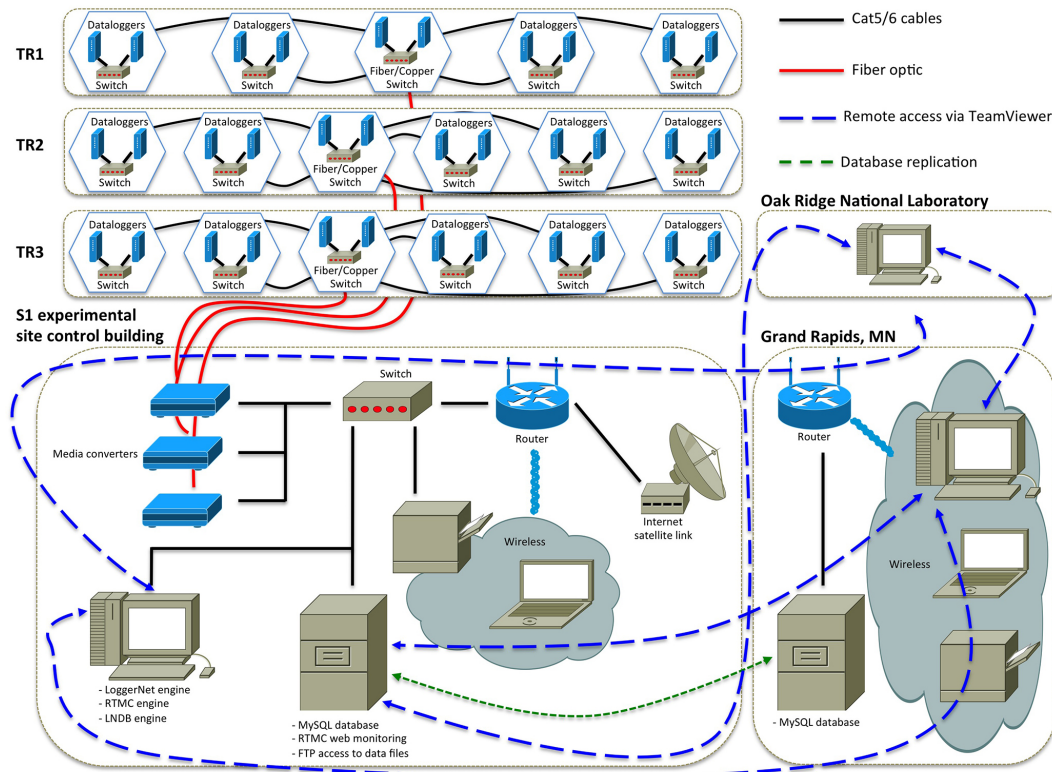 Dataloggers
Dataloggers
Dataloggers
Dataloggers
Dataloggers
TR1
Switch
Switch
Fiber/Copper
Switch
Switch
Switch
Dataloggers
Dataloggers
Dataloggers
Dataloggers
Dataloggers
Dataloggers
TR2
Switch
Switch
Fiber/Copper
Switch
Switch
Switch
Switch
Dataloggers
Dataloggers
Dataloggers
Dataloggers
Dataloggers
Dataloggers
TR3
Switch
Switch
Fiber/Copper
Switch
Switch
Switch
Switch
Cat5/6 cables
Fiber optic
Remote access via TeamViewer
Database replication
Oak Ridge National Laboratory
S1 experimental
site control building
Switch
Router
Media converters
Internet
satellite link
Wireless
- LoggerNet engine
- RTMC engine
- LNDB engine
- MySQL database
- RTMC web monitoring
- FTP access to data files
Grand Rapids, MN
Router
Wireless
- MySQL database